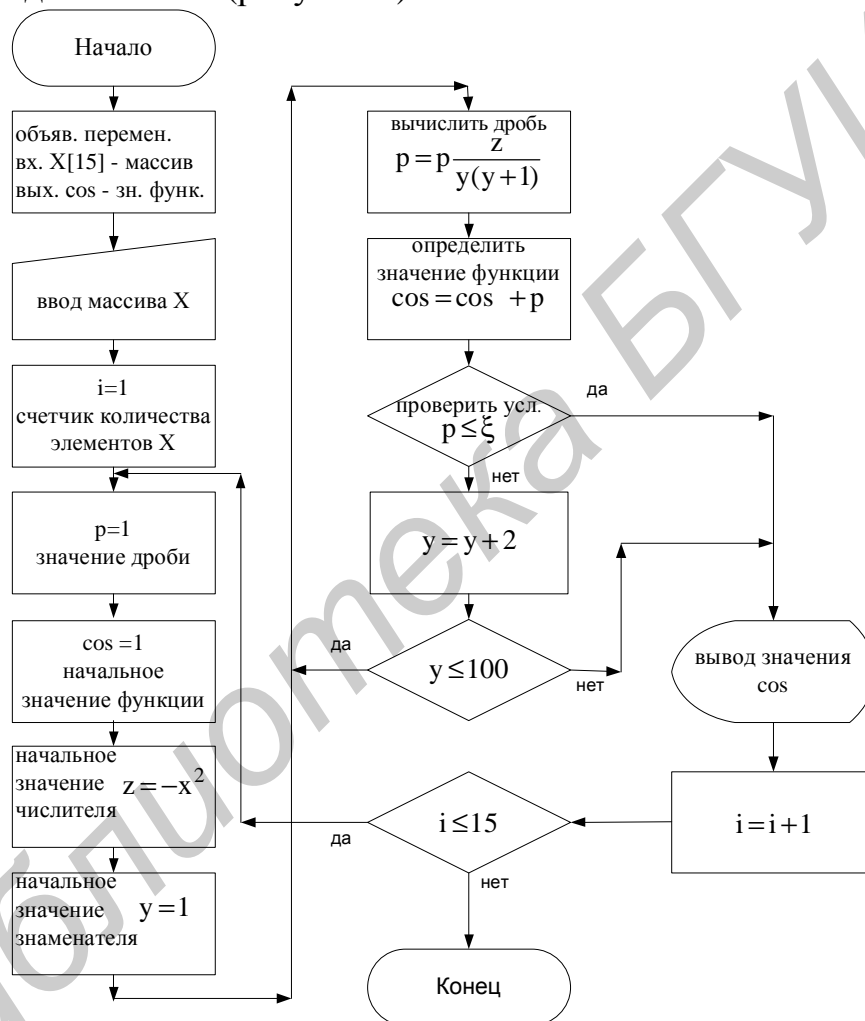 Начало
объяв. перемен.
вх. X[15] - массив
вых. cos - зн. функ.
ввод массива X
i=1
счетчик количества
элементов X
p=1
значение дроби
cos =1
начальное
значение функции
начальное
значение z = −x²
числителя
начальное
значение y = 1
знаменателя
вычислить дробь
p = p z / y(y + 1)
определить
значение функции
cos = cos + p
проверить усл.
p ≤ ξ
да
нет
y = y + 2
y ≤ 100
да
нет
вывод значения
cos
i = i + 1
i ≤ 15
да
нет
Конец